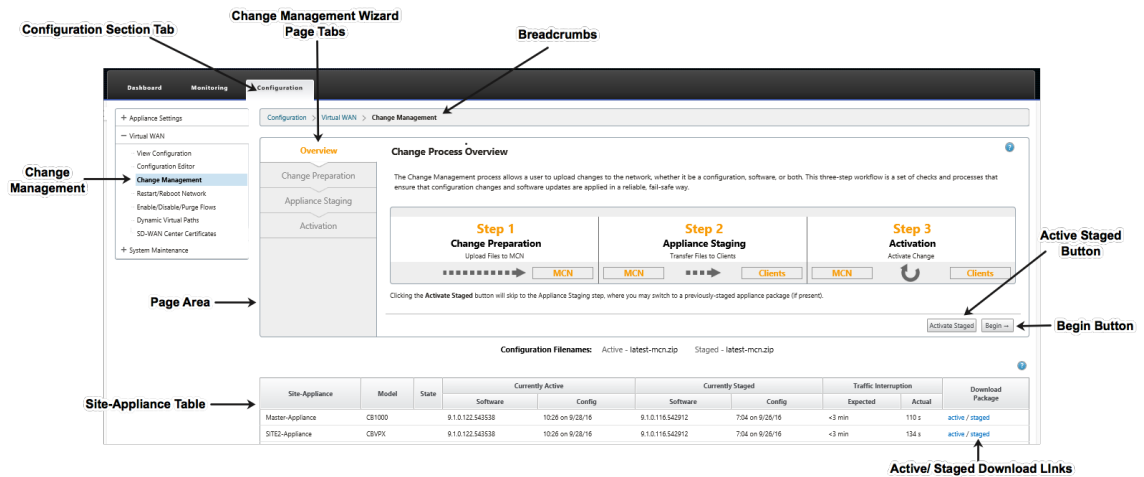 Change Management Wizard
Page Tabs
Configuration Section Tab
Breadcrumbs
Dashboard Monitoring Configuration
+ Appliance Settings
− Virtual WAN
View Configuration
Configuration Editor
Change Management
Restart/Reboot Network
Enable/Disable/Purge Flows
Dynamic Virtual Paths
SD-WAN Center Certificates
+ System Maintenance
Change
Management
Configuration > Virtual WAN > Change Management
Overview
Change Preparation
Appliance Staging
Activation
Change Process Overview
?
The Change Management process allows a user to upload changes to the network, whether it be a configuration, software, or both. This three-step workflow is a set of checks and processes that
ensure that configuration changes and software updates are applied in a reliable, fail-safe way.
Step 1
Change Preparation
Upload Files to MCN
MCN
Step 2
Appliance Staging
Transfer Files to Clients
MCN Clients
Step 3
Activation
Activate Change
MCN Clients
Clicking the Activate Staged button will skip to the Appliance Staging step, where you may switch to a previously-staged appliance package (if present).
Activate Staged Begin →
Active Staged
Button
Begin Button
Page Area
Configuration Filenames: Active - latest-mcn.zip Staged - latest-mcn.zip
?
Site-Appliance Table
Site-Appliance Model State Currently Active Currently Staged Traffic Interruption Download
Package
Software Config Software Config Expected Actual
Master-Appliance CB1000 9.1.0.122.543538 10:26 on 9/28/16 9.1.0.116.542912 7:04 on 9/26/16 <3 min 110 s active / staged
SITE2-Appliance CBVPX 9.1.0.122.543538 10:26 on 9/28/16 9.1.0.116.542912 7:04 on 9/26/16 <3 min 134 s active / staged
Active/ Staged Download LInks